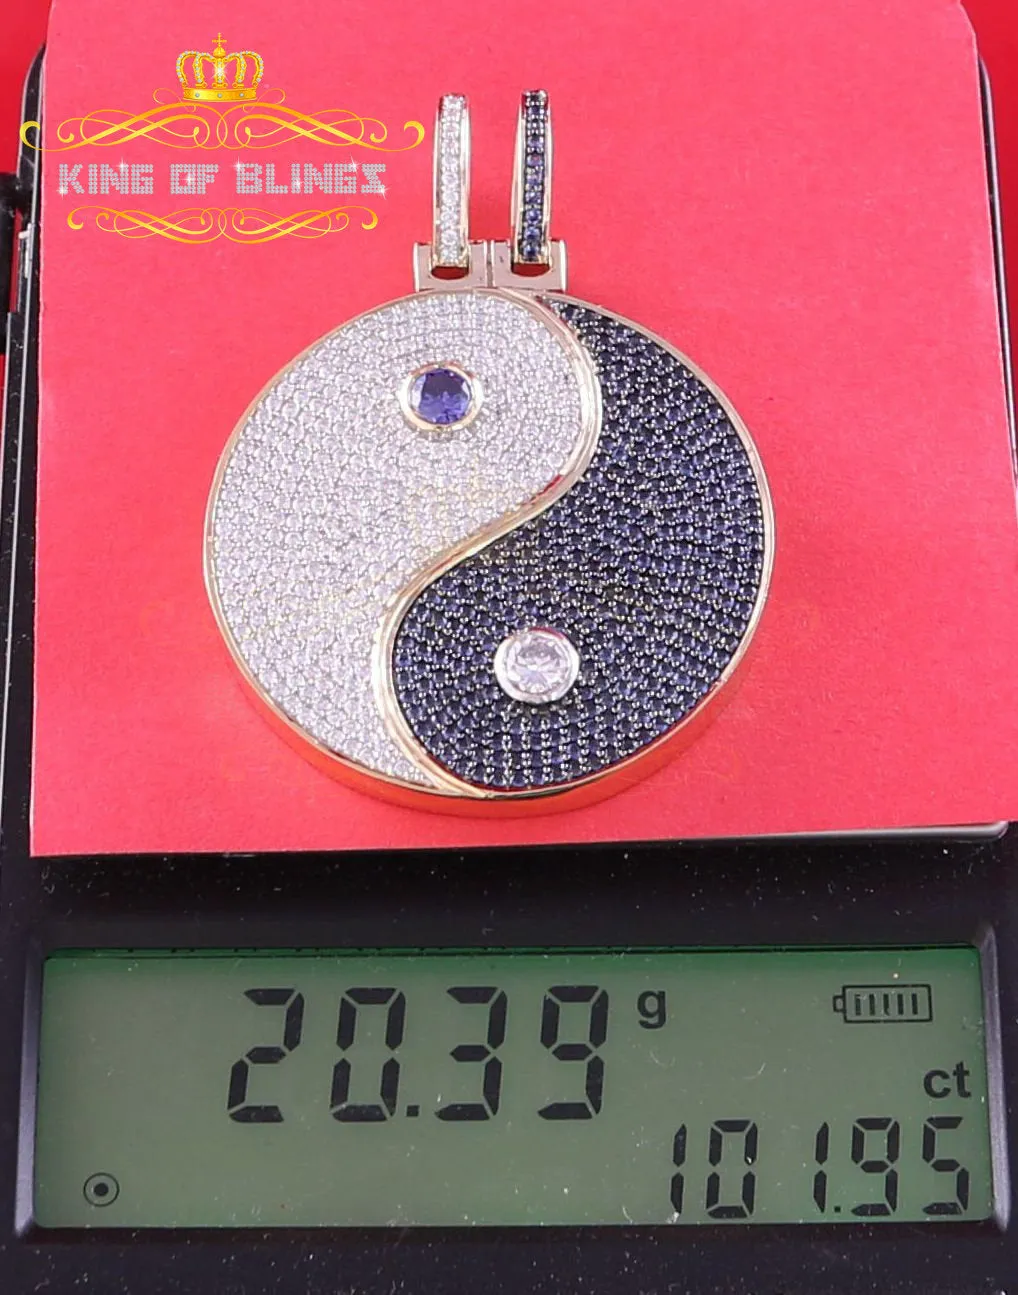 KING OF BLINGS
20.39 g
ct
101.95